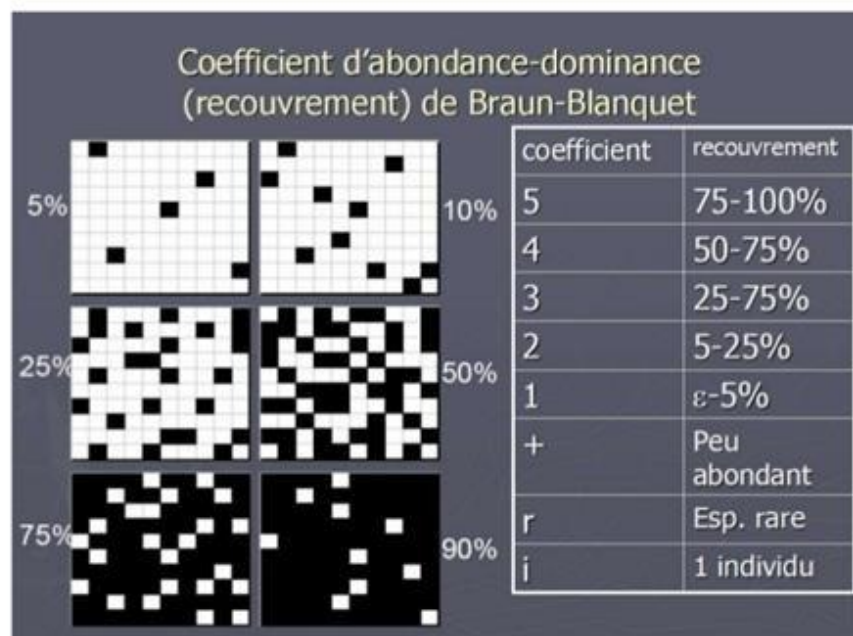 Coefficient d'abondance-dominance
(recouvrement) de Braun-Blanquet
5%
10%
25%
50%
75%
90%
coefficient recouvrement
5 75-100%
4 50-75%
3 25-75%
2 5-25%
1 ε-5%
+ Peu
abondant
r Esp. rare
i 1 individu